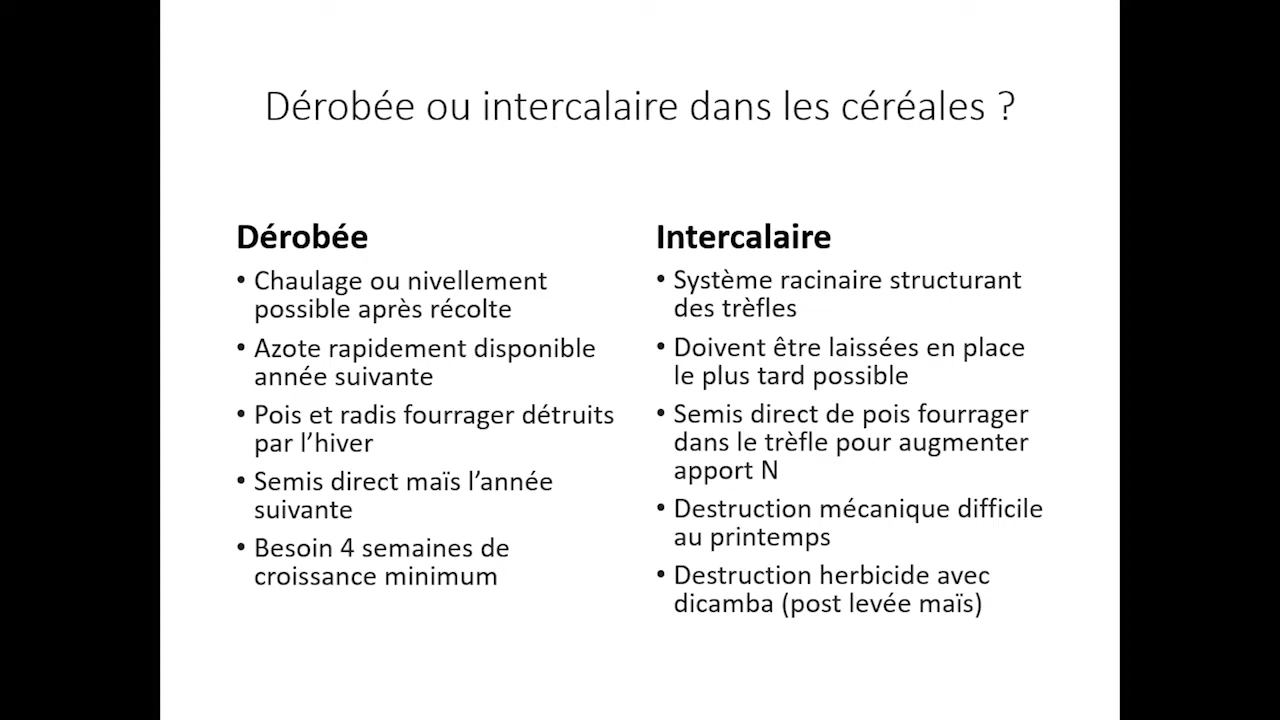 Dérobée ou intercalaire dans les céréales ?
Dérobée
• Chaulage ou nivellement
possible après récolte
• Azote rapidement disponible
année suivante
• Pois et radis fourrager détruits
par l'hiver
• Semis direct maïs l'année
suivante
• Besoin 4 semaines de
croissance minimum
Intercalaire
• Système racinaire structurant
des trèfles
• Doivent être laissées en place
le plus tard possible
• Semis direct de pois fourrager
dans le trèfle pour augmenter
apport N
• Destruction mécanique difficile
au printemps
• Destruction herbicide avec
dicamba (post levée maïs)